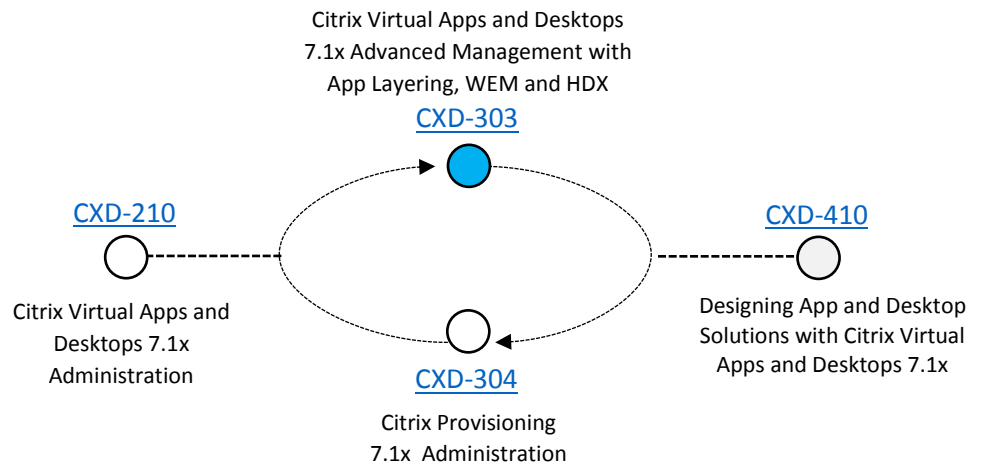 Citrix Virtual Apps and Desktops
7.1x Advanced Management with
App Layering, WEM and HDX
CXD-303
CXD-210
Citrix Virtual Apps and
Desktops 7.1x
Administration
CXD-410
Designing App and Desktop
Solutions with Citrix Virtual
Apps and Desktops 7.1x
CXD-304
Citrix Provisioning
7.1x Administration